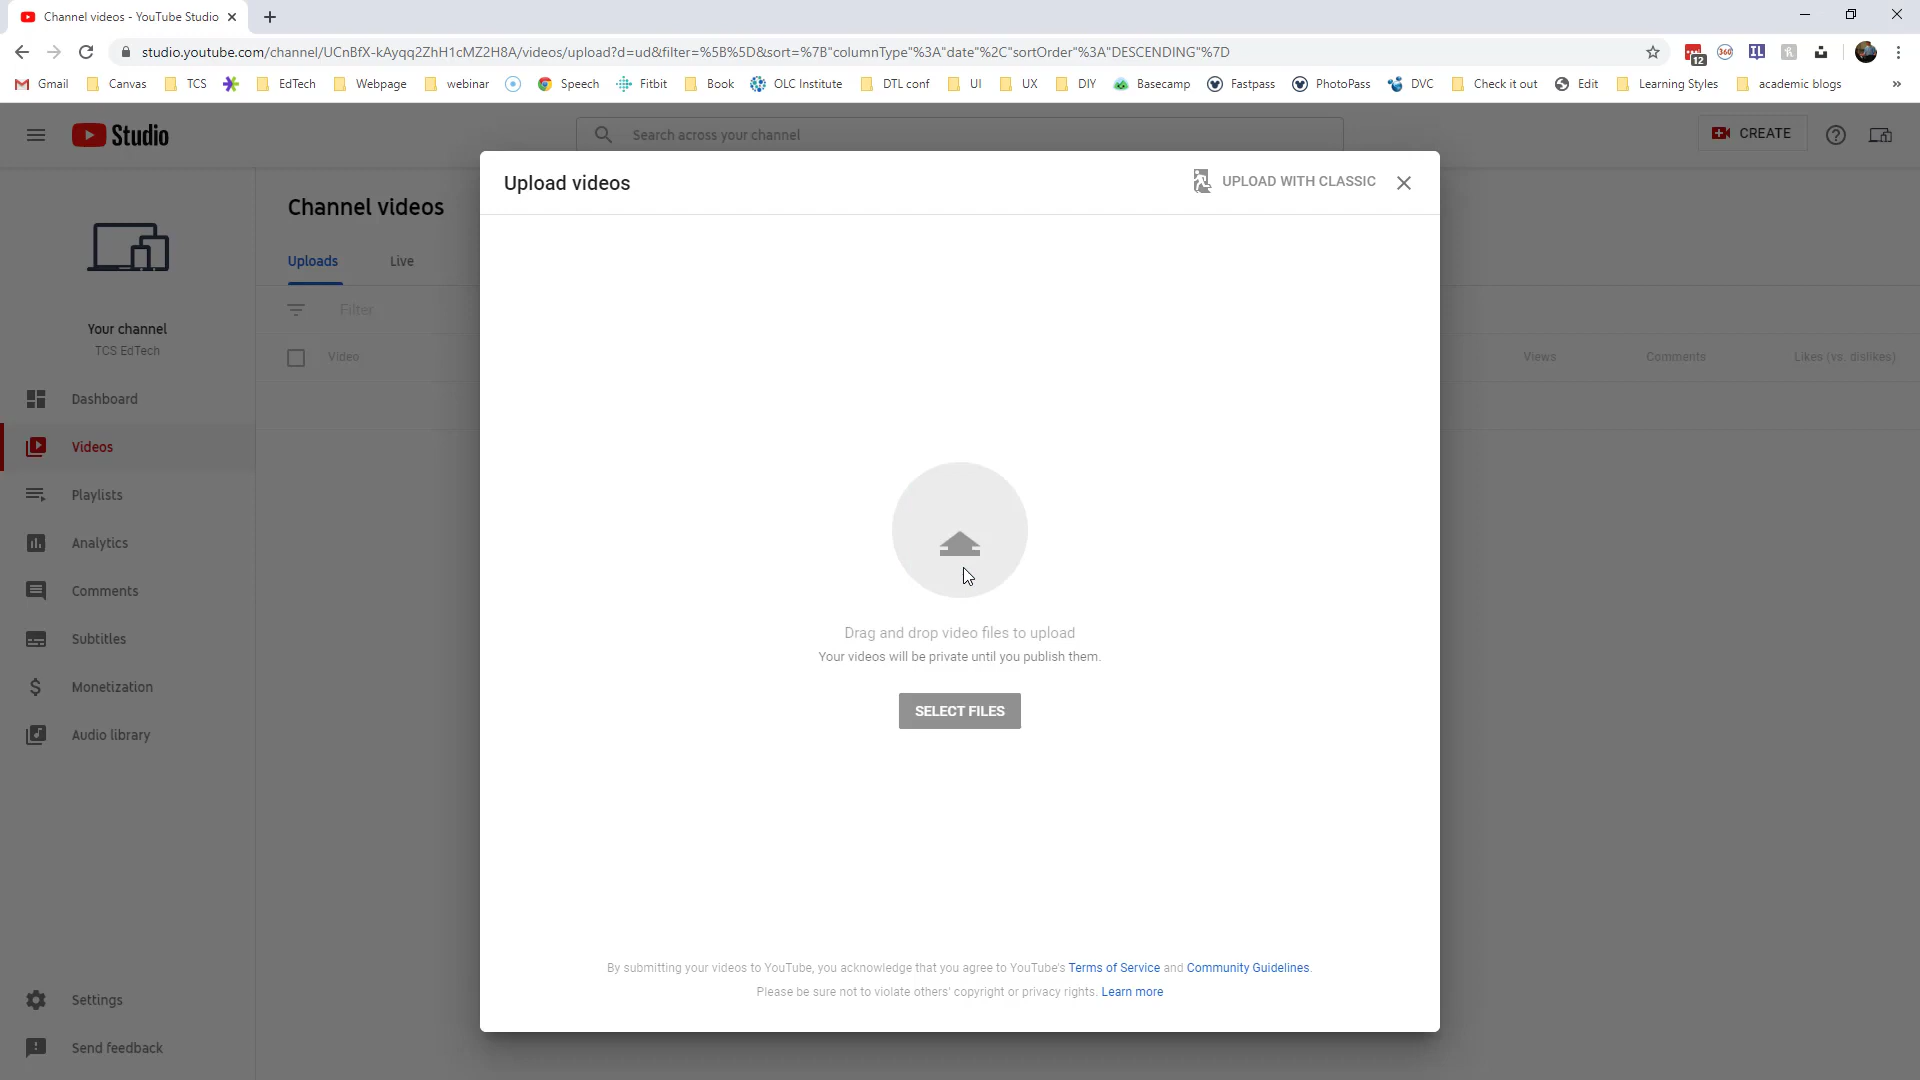 Channel videos - YouTube Studio
studio.youtube.com/channel/UCnBfX-kAyqq2ZhH1cMZ2H8A/videos/upload?d=ud&filter=%5B%5D&sort=%7B"columnType"%3A"date"%2C"sortOrder"%3A"DESCENDING"%7D
12 360 IL
Gmail Canvas TCS EdTech Webpage webinar Speech Fitbit Book OLC Institute DTL conf UI UX DIY Basecamp Fastpass PhotoPass DVC Check it out Edit Learning Styles academic blogs »
Studio
Search across your channel
CREATE
Upload videos
UPLOAD WITH CLASSIC
Channel videos
Uploads Live
Filter
Your channel
TCS EdTech
Video Views Comments Likes (vs. dislikes)
Dashboard
Videos
Playlists
Analytics
Comments
Subtitles
Monetization
Audio library
Drag and drop video files to upload
Your videos will be private until you publish them.
SELECT FILES
By submitting your videos to YouTube, you acknowledge that you agree to YouTube's Terms of Service and Community Guidelines.
Please be sure not to violate others' copyright or privacy rights. Learn more
Settings
Send feedback